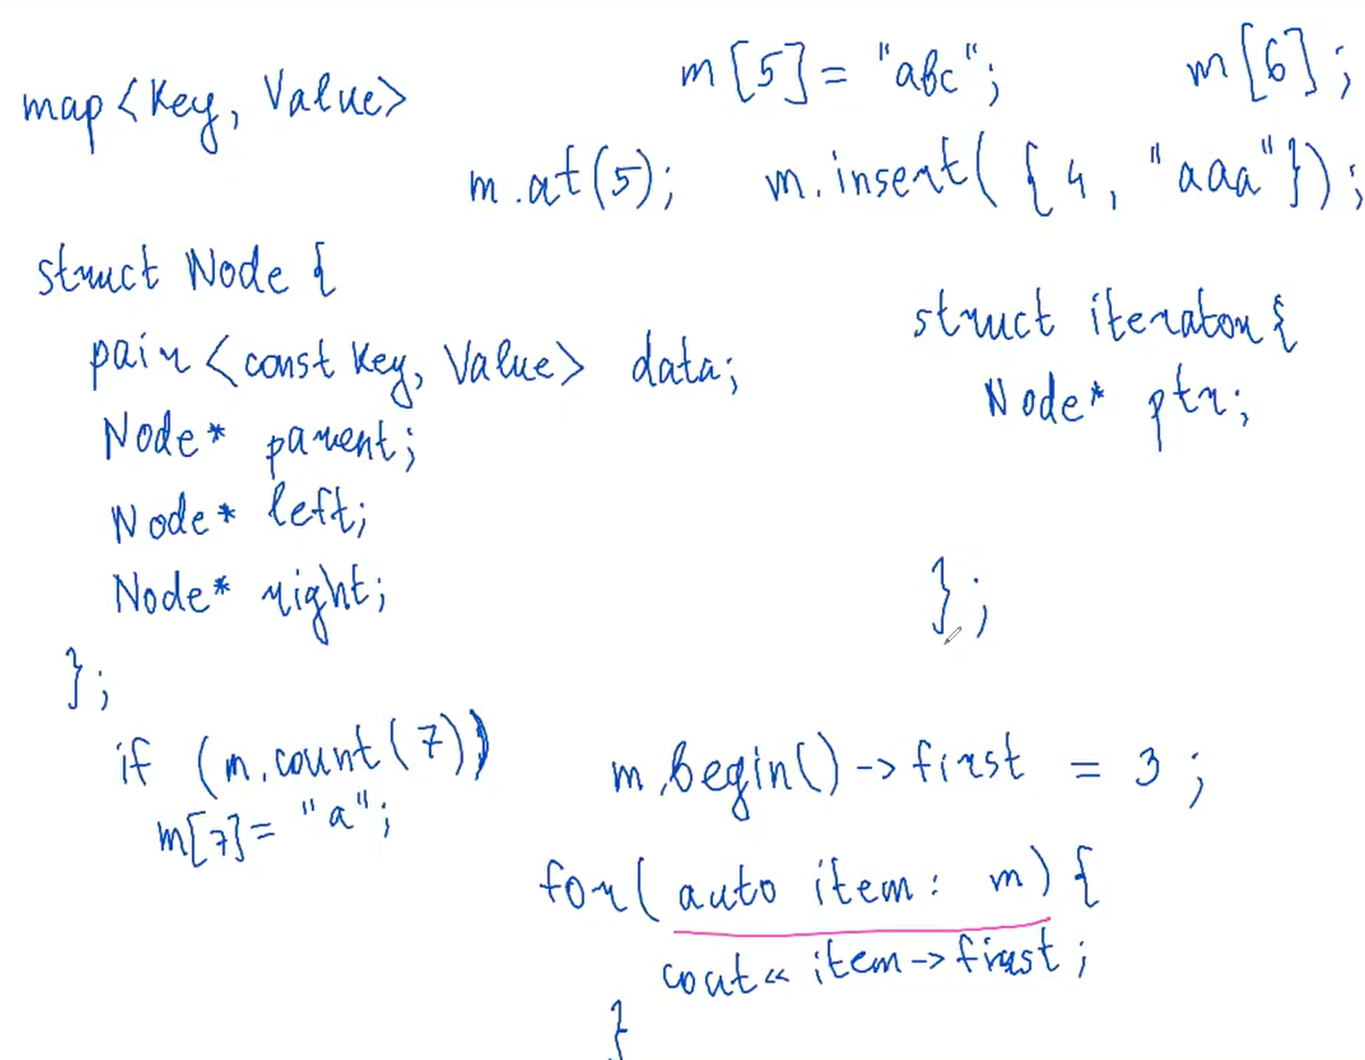 map<Key, Value>
m[5] = "abc";
m[6];
m.at(5);
m.insert({4, "aaa"});
struct Node {
pair<const Key, Value> data;
Node* parent;
Node* left;
Node* right;
};
struct iterator{
Node* ptr;
};
if (m.count(7))
m[7]= "a";
m.begin()->first = 3;
for(auto item: m){
cout<< item->first;
}